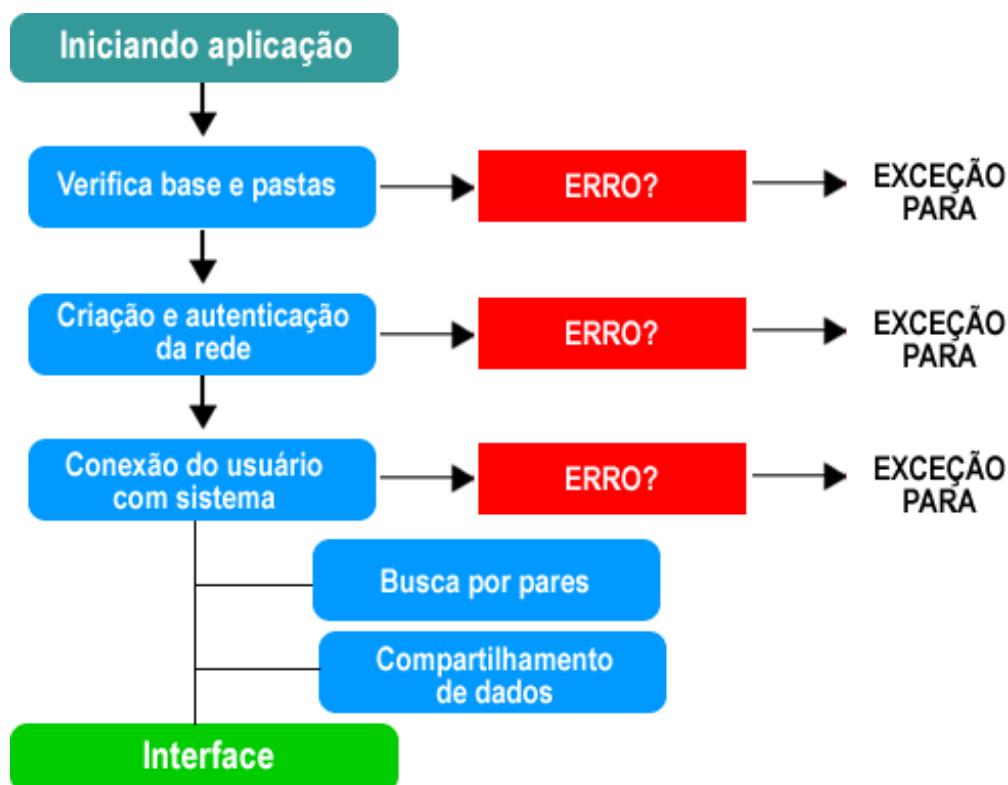 Iniciando aplicação
Verifica base e pastas
ERRO?
EXCEÇÃO
PARA
Criação e autenticação
da rede
ERRO?
EXCEÇÃO
PARA
Conexão do usuário
com sistema
ERRO?
EXCEÇÃO
PARA
Busca por pares
Compartilhamento
de dados
Interface